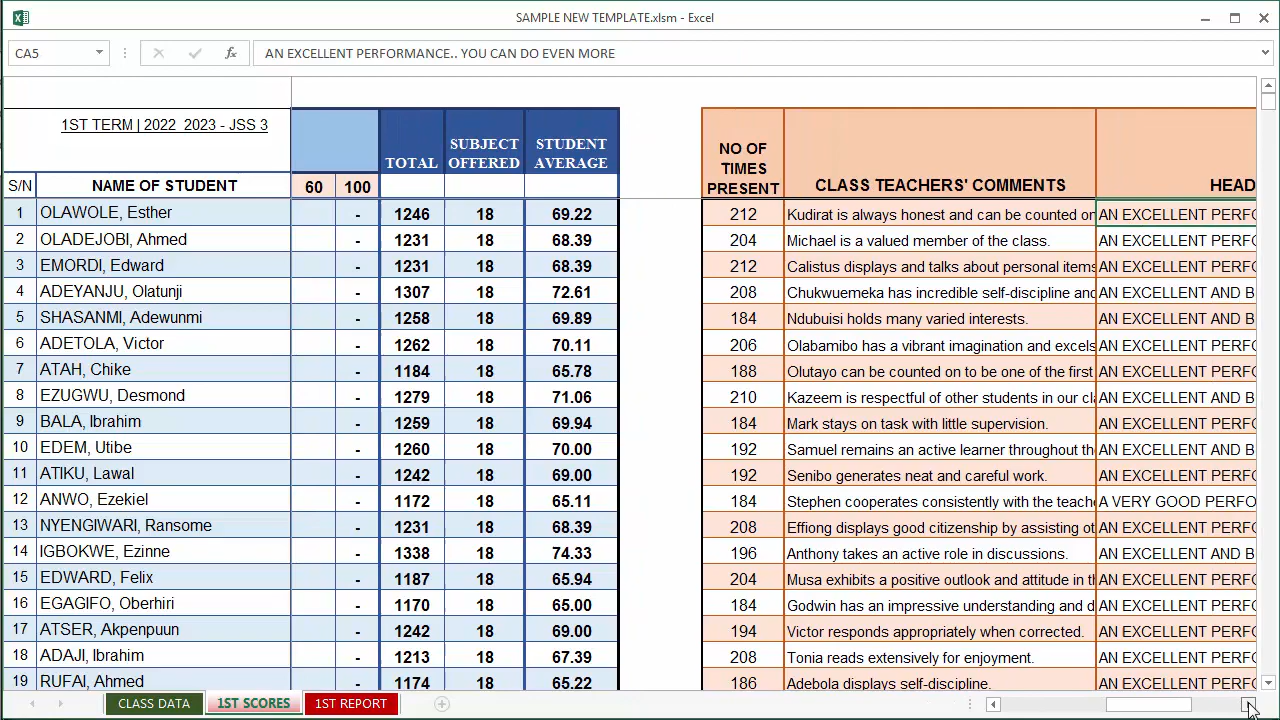 SAMPLE NEW TEMPLATE.xlsm - Excel
CA5 fx AN EXCELLENT PERFORMANCE.. YOU CAN DO EVEN MORE
1ST TERM | 2022_2023 - JSS 3
S/N NAME OF STUDENT 60 100 TOTAL SUBJECT OFFERED STUDENT AVERAGE NO OF TIMES PRESENT CLASS TEACHERS' COMMENTS HEAD
1 OLAWOLE, Esther - 1246 18 69.22 212 Kudirat is always honest and can be counted on AN EXCELLENT PERFO
2 OLADEJOBI, Ahmed - 1231 18 68.39 204 Michael is a valued member of the class. AN EXCELLENT PERFO
3 EMORDI, Edward - 1231 18 68.39 212 Calistus displays and talks about personal items AN EXCELLENT PERFO
4 ADEYANJU, Olatunji - 1307 18 72.61 208 Chukwuemeka has incredible self-discipline and AN EXCELLENT AND B
5 SHASANMI, Adewunmi - 1258 18 69.89 184 Ndubuisi holds many varied interests. AN EXCELLENT AND B
6 ADETOLA, Victor - 1262 18 70.11 206 Olabamibo has a vibrant imagination and excels AN EXCELLENT PERFO
7 ATAH, Chike - 1184 18 65.78 188 Olutayo can be counted on to be one of the first AN EXCELLENT PERFO
8 EZUGWU, Desmond - 1279 18 71.06 210 Kazeem is respectful of other students in our cla AN EXCELLENT AND B
9 BALA, Ibrahim - 1259 18 69.94 184 Mark stays on task with little supervision. AN EXCELLENT PERFO
10 EDEM, Utibe - 1260 18 70.00 192 Samuel remains an active learner throughout the AN EXCELLENT AND B
11 ATIKU, Lawal - 1242 18 69.00 192 Senibo generates neat and careful work. AN EXCELLENT PERFO
12 ANWO, Ezekiel - 1172 18 65.11 184 Stephen cooperates consistently with the teache A VERY GOOD PERFO
13 NYENGIWARI, Ransome - 1231 18 68.39 208 Effiong displays good citizenship by assisting ot AN EXCELLENT PERFO
14 IGBOKWE, Ezinne - 1338 18 74.33 196 Anthony takes an active role in discussions. AN EXCELLENT AND B
15 EDWARD, Felix - 1187 18 65.94 204 Musa exhibits a positive outlook and attitude in th AN EXCELLENT PERFO
16 EGAGIFO, Oberhiri - 1170 18 65.00 184 Godwin has an impressive understanding and d AN EXCELLENT PERFO
17 ATSER, Akpenpuun - 1242 18 69.00 194 Victor responds appropriately when corrected. AN EXCELLENT PERFO
18 ADAJI, Ibrahim - 1213 18 67.39 208 Tonia reads extensively for enjoyment. AN EXCELLENT PERFO
19 RUFAI, Ahmed - 1174 18 65.22 186 Adebola displays self-discipline. AN EXCELLENT PERFO
CLASS DATA 1ST SCORES 1ST REPORT